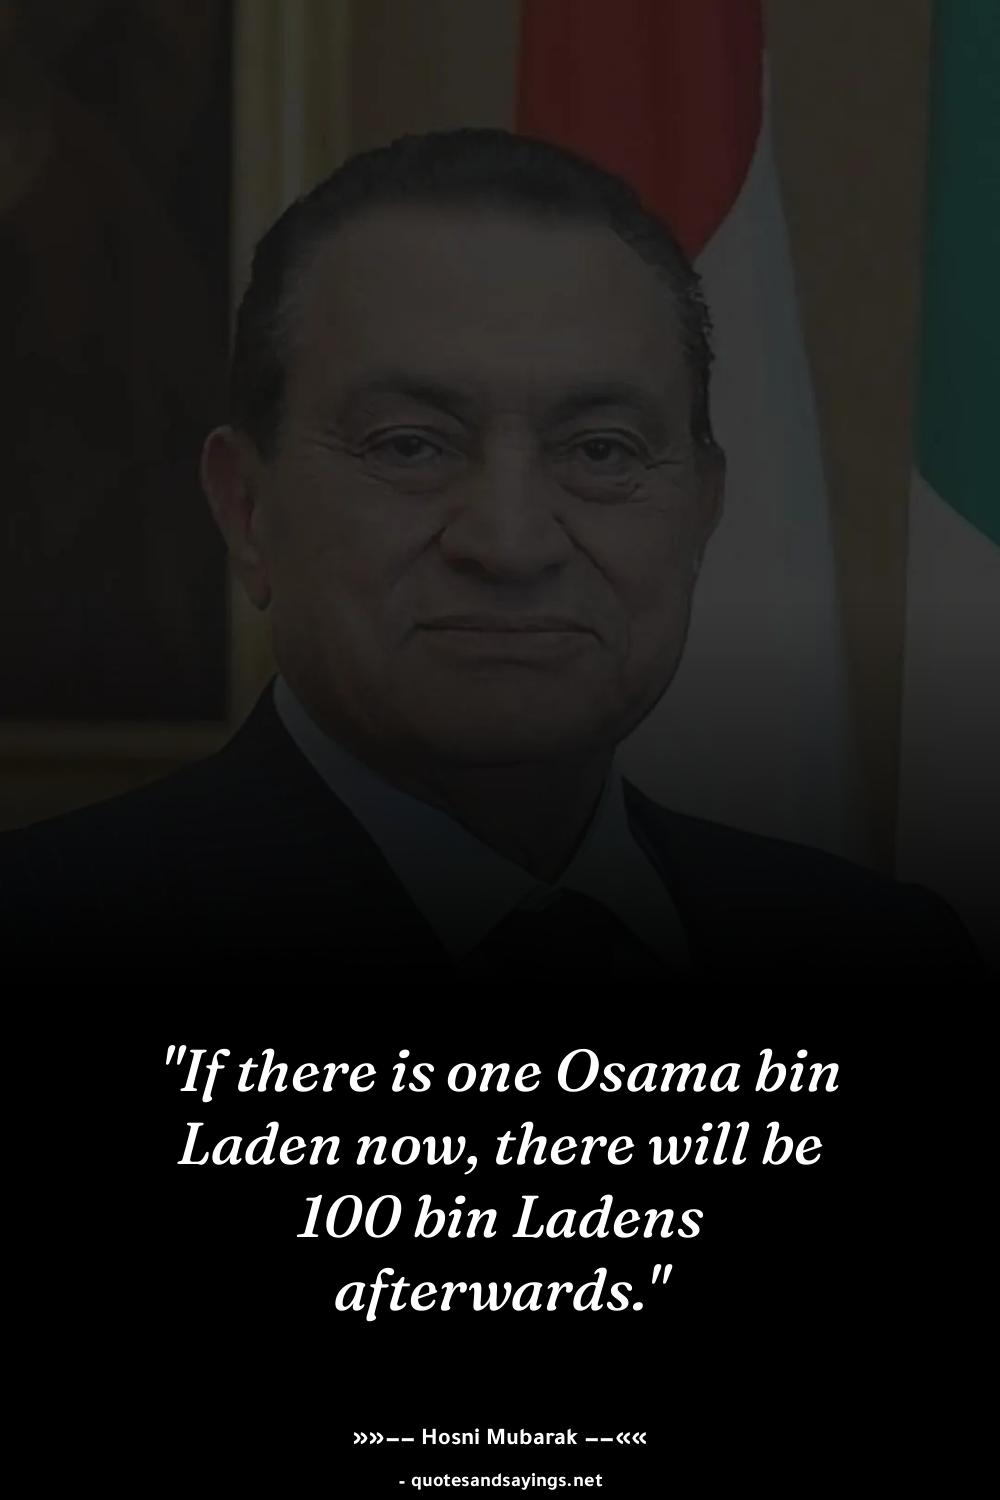 "If there is one Osama bin
Laden now, there will be
100 bin Ladens
afterwards."
»»−− Hosni Mubarak −−««
- quotesandsayings.net